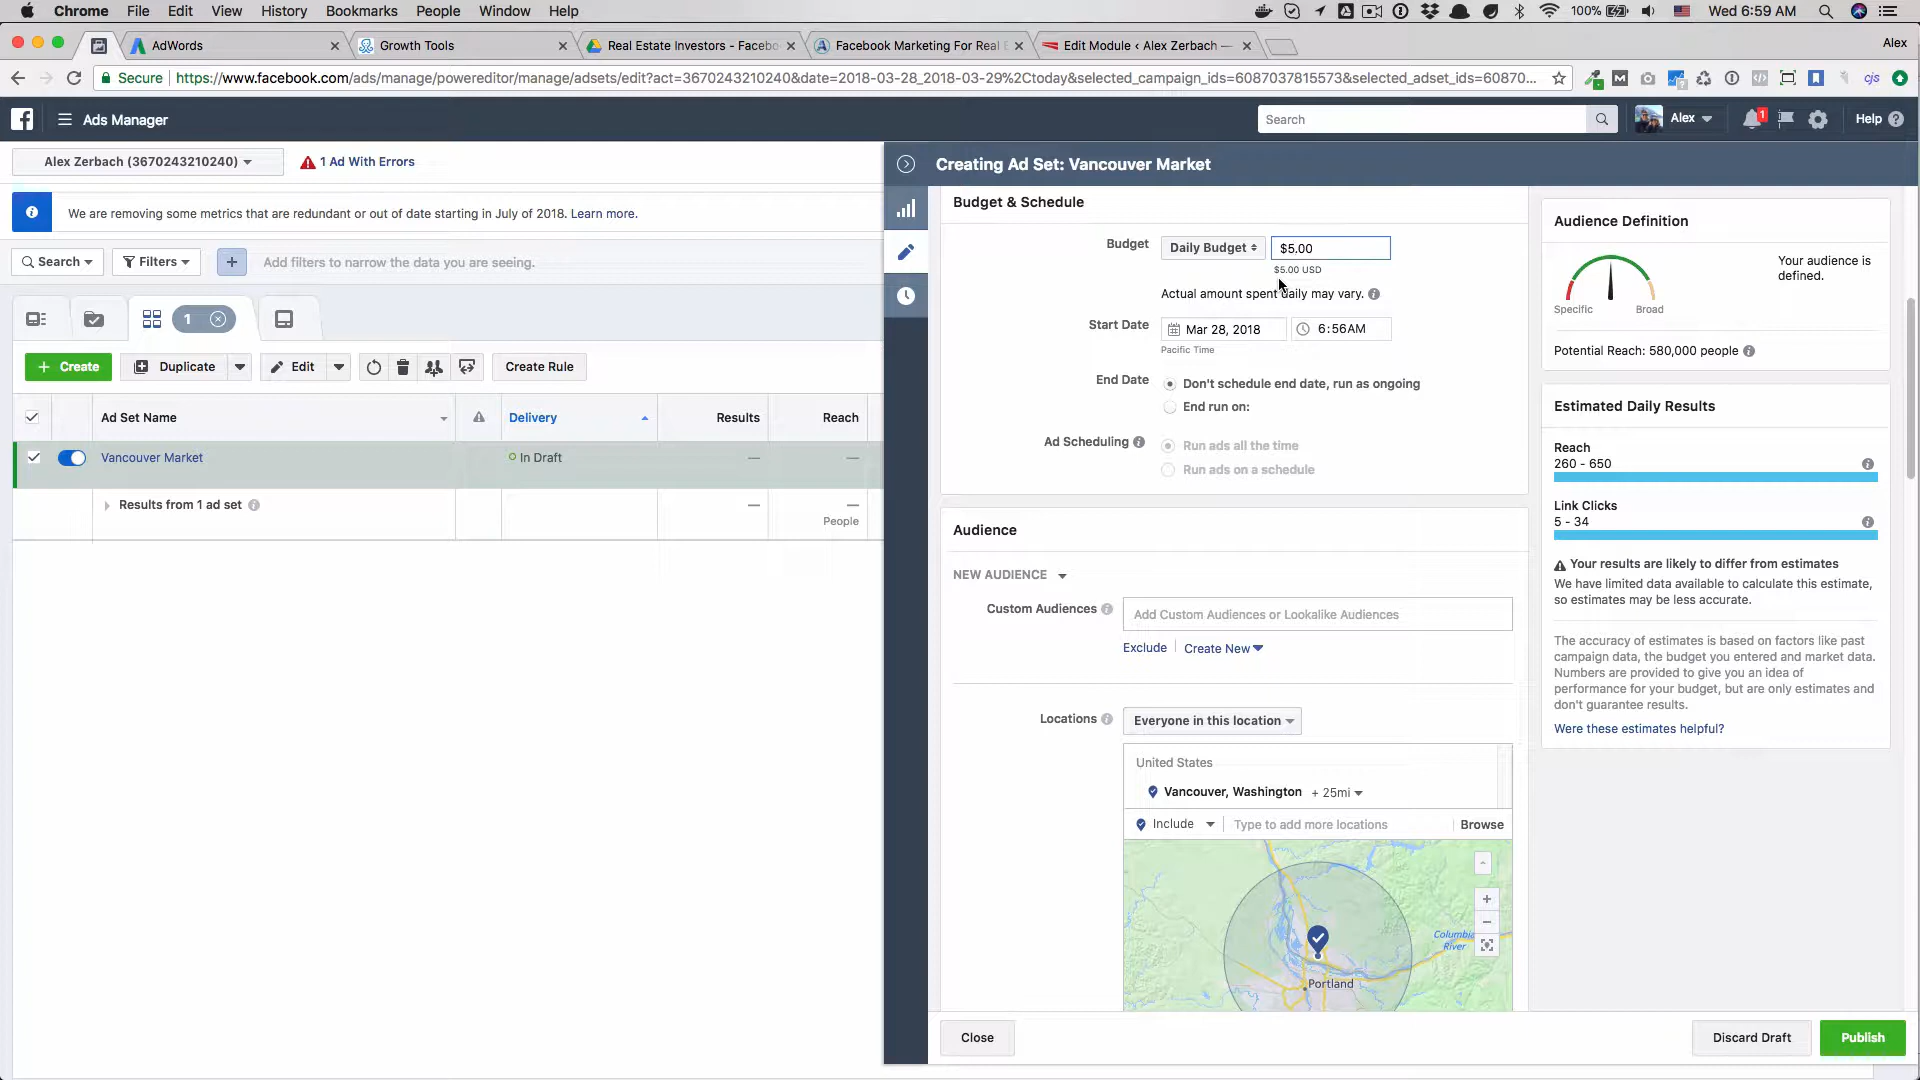 Chrome File Edit View History Bookmarks People Window Help 100% Wed 6:59 AM
AdWords
Growth Tools
Real Estate Investors - Facebo
Facebook Marketing For Real E
Edit Module ‹ Alex Zerbach —
Alex
Secure https://www.facebook.com/ads/manage/powereditor/manage/adsets/edit?act=3670243210240&date=2018-03-28_2018-03-29%2Ctoday&selected_campaign_ids=6087037815573&selected_adset_ids=60870...
cjs
Ads Manager
Search
Alex
1
Help
Alex Zerbach (3670243210240)
1 Ad With Errors
We are removing some metrics that are redundant or out of date starting in July of 2018. Learn more.
Search
Filters
Add filters to narrow the data you are seeing.
1
Create
Duplicate
Edit
Create Rule
Ad Set Name
Delivery
Results
Reach
Vancouver Market
In Draft
—
—
Results from 1 ad set
—
—
People
Creating Ad Set: Vancouver Market
Budget & Schedule
Budget
Daily Budget
$5.00
$5.00 USD
Actual amount spent daily may vary.
Start Date
Mar 28, 2018
6:56AM
Pacific Time
End Date
Don't schedule end date, run as ongoing
End run on:
Ad Scheduling
Run ads all the time
Run ads on a schedule
Audience
NEW AUDIENCE
Custom Audiences
Add Custom Audiences or Lookalike Audiences
Exclude
Create New
Locations
Everyone in this location
United States
Vancouver, Washington + 25mi
Include
Type to add more locations
Browse
Columbia
River
Portland
Audience Definition
Your audience is
defined.
Specific
Broad
Potential Reach: 580,000 people
Estimated Daily Results
Reach
260 - 650
Link Clicks
5 - 34
Your results are likely to differ from estimates
We have limited data available to calculate this estimate,
so estimates may be less accurate.
The accuracy of estimates is based on factors like past
campaign data, the budget you entered and market data.
Numbers are provided to give you an idea of
performance for your budget, but are only estimates and
don't guarantee results.
Were these estimates helpful?
Close
Discard Draft
Publish